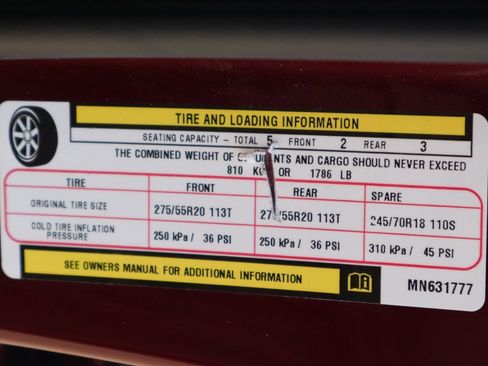 TIRE AND LOADING INFORMATION
SEATING CAPACITY – TOTAL 5 FRONT 2 REAR 3
THE COMBINED WEIGHT OF AND CARGO SHOULD NEVER EXCEED
810 OR 1786 LB
TIRE FRONT REAR SPARE
ORIGINAL TIRE SIZE 275/55R20 113T 113T 245/70R18 110S
COLD TIRE INFLATION PRESSURE 250 kPa / 36 PSI 250 kPa / 36 PSI 310 kPa / 45 PSI
SEE OWNERS MANUAL FOR ADDITIONAL INFORMATION
MN631777